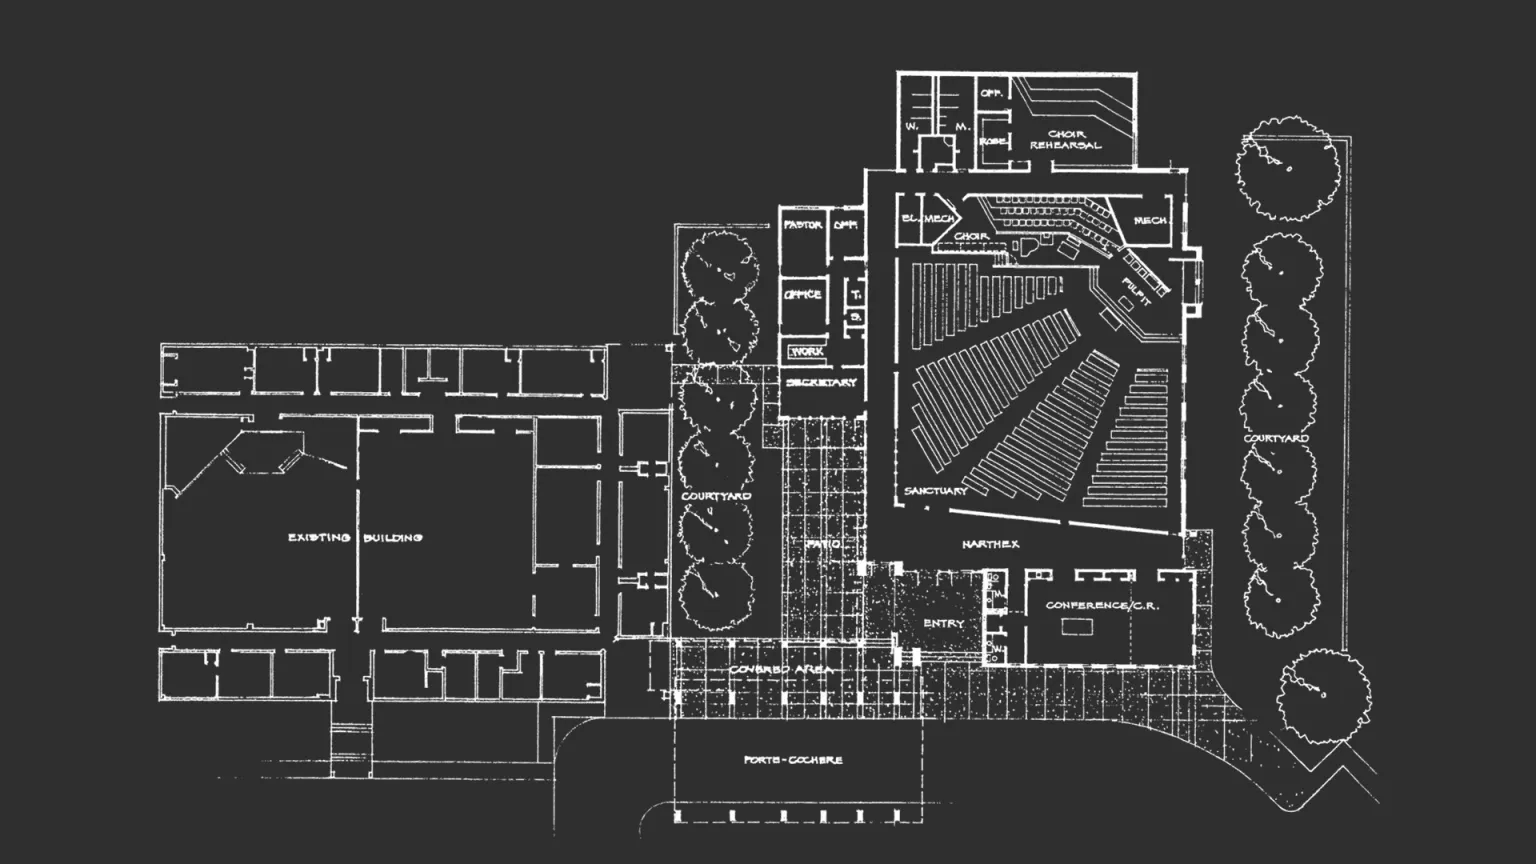 OFF.
W.
M.
ROBE
CHOIR
REHEARSAL
PASTOR
OFF.
EL.
MECH
MECH.
CHOIR
OFFICE
T.
S.
PULPIT
WORK
SECRETARY
COURTYARD
SANCTUARY
COURTYARD
EXISTING BUILDING
PATIO
NARTHEX
M.
CONFERENCE/C.R.
ENTRY
W.
COVERED AREA
PORTE-COCHERE